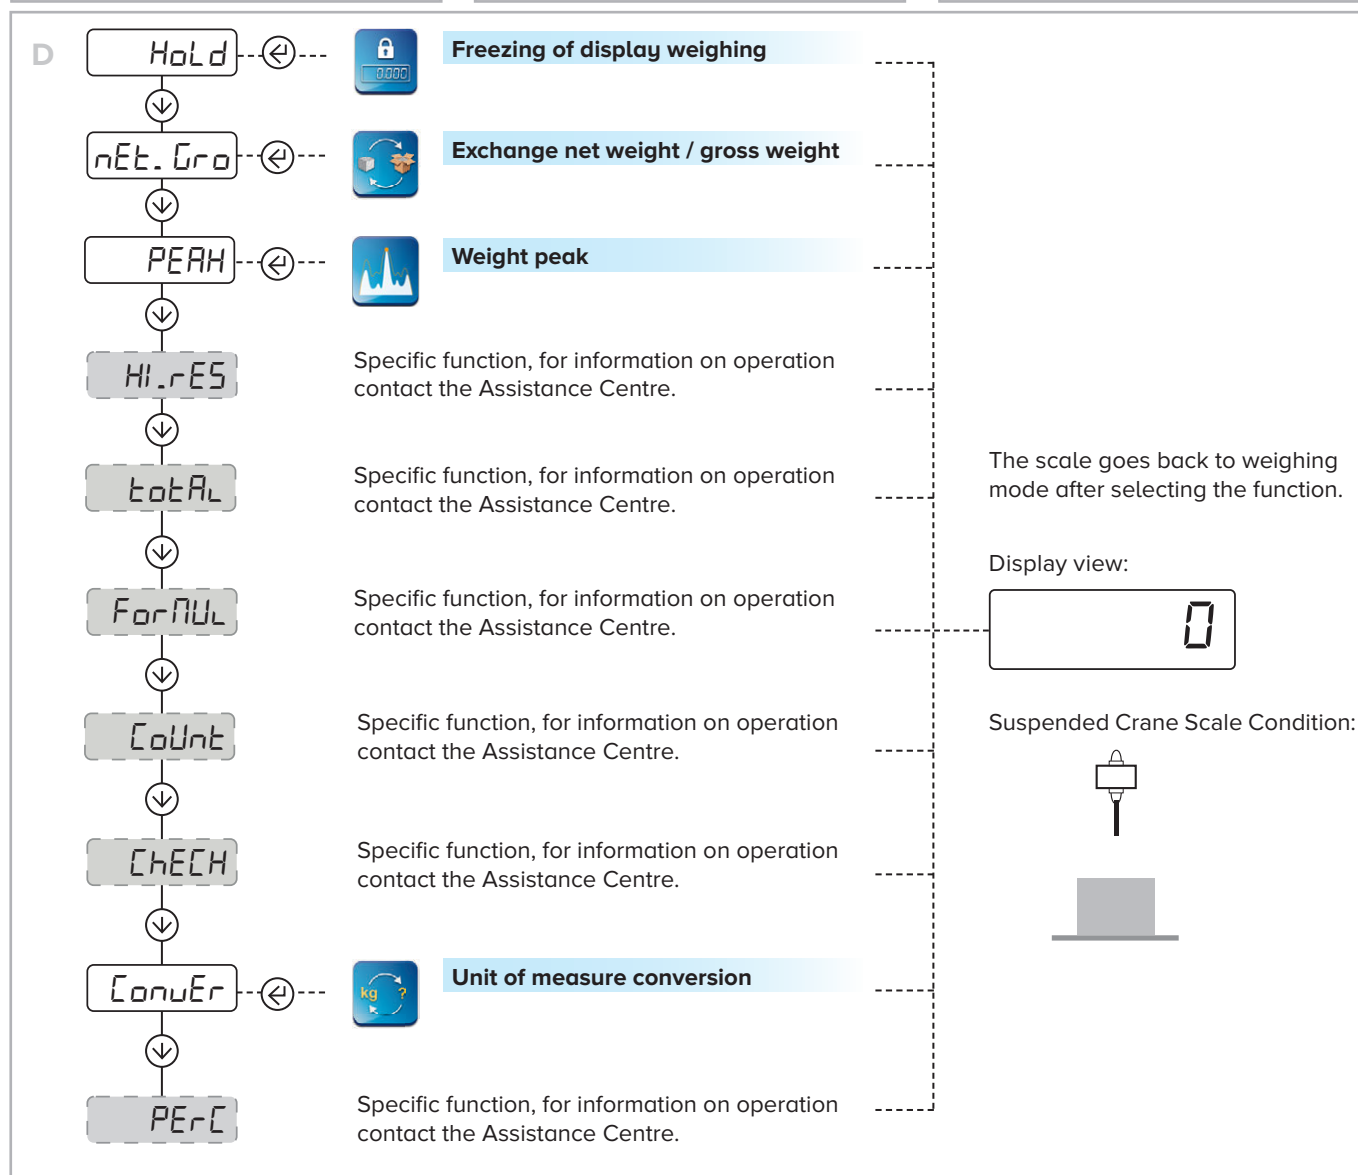 D
HoLd
0.000
Freezing of display weighing
nEt.Gro
Exchange net weight / gross weight
PEAH
Weight peak
HI.rES
Specific function, for information on operation
contact the Assistance Centre.
totAL
Specific function, for information on operation
contact the Assistance Centre.
The scale goes back to weighing
mode after selecting the function.
Display view:
0
ForMUL
Specific function, for information on operation
contact the Assistance Centre.
CoUnt
Specific function, for information on operation
contact the Assistance Centre.
Suspended Crane Scale Condition:
ChECH
Specific function, for information on operation
contact the Assistance Centre.
ConvEr
kg ?
Unit of measure conversion
PErC
Specific function, for information on operation
contact the Assistance Centre.